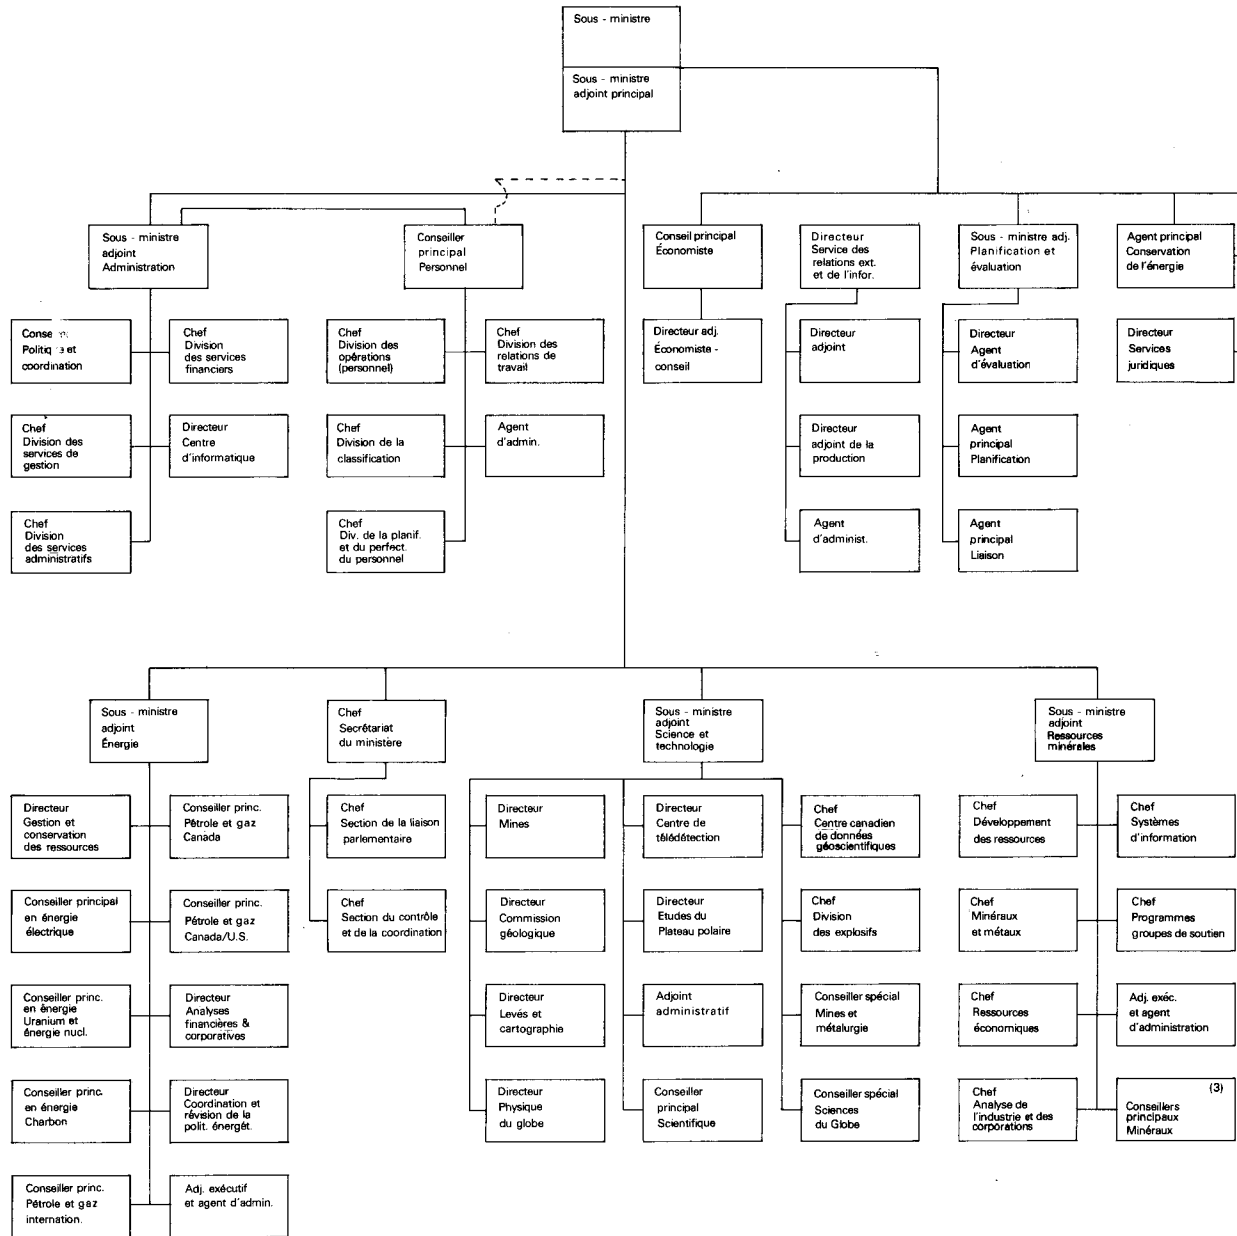 Sous - ministre
Sous - ministre
adjoint principal
Sous - ministre
adjoint
Administration
Conseiller
principal
Personnel
Conseil principal
Économiste
Directeur
Service des
relations ext.
et de l'infor.
Sous - ministre adj.
Planification et
évaluation
Agent principal
Conservation
de l'énergie
et
coordination
Chef
Division
des services
financiers
Chef
Division des
opérations
(personnel)
Chef
Division des
relations de
travail
Directeur adj.
Économiste -
conseil
Directeur
adjoint
Directeur
Agent
d'évaluation
Directeur
Services
juridiques
Chef
Division des
services de
gestion
Directeur
Centre
d'informatique
Chef
Division de la
classification
Agent
d'admin.
Directeur
adjoint de la
production
Agent
principal
Planification
Chef
Division
des services
administratifs
Chef
Div. de la planif.
et du perfect.
du personnel
Agent
d'administ.
Agent
principal
Liaison
Sous - ministre
adjoint
Énergie
Chef
Secrétariat
du ministère
Sous - ministre
adjoint
Science et
technologie
Sous - ministre
adjoint
Ressources
minérales
Directeur
Gestion et
conservation
des ressources
Conseiller princ.
Pétrole et gaz
Canada
Chef
Section de la liaison
parlementaire
Directeur
Mines
Directeur
Centre de
télédétection
Chef
Centre canadien
de données
géoscientifiques
Chef
Développement
des ressources
Chef
Systèmes
d'information
Conseiller principal
en énergie
électrique
Conseiller princ.
Pétrole et gaz
Canada/U.S.
Chef
Section du contrôle
et de la coordination
Directeur
Commission
géologique
Directeur
Etudes du
Plateau polaire
Chef
Division
des explosifs
Chef
Minéraux
et métaux
Chef
Programmes
groupes de soutien
Conseiller princ.
en énergie
Uranium et
énergie nucl.
Directeur
Analyses
financières &
corporatives
Directeur
Levés et
cartographie
Adjoint
administratif
Conseiller spécial
Mines et
métalurgie
Chef
Ressources
économiques
Adj. exéc.
et agent
d'administration
Conseiller princ.
en énergie
Charbon
Directeur
Coordination et
révision de la
polit. énergét.
Directeur
Physique
du globe
Conseiller
principal
Scientifique
Conseiller spécial
Sciences
du Globe
Chef
Analyse de
l'industrie et des
corporations
(3)
Conseillers
principaux
Minéraux
Conseiller princ.
Pétrole et gaz
internation.
Adj. exécutif
et agent d'admin.